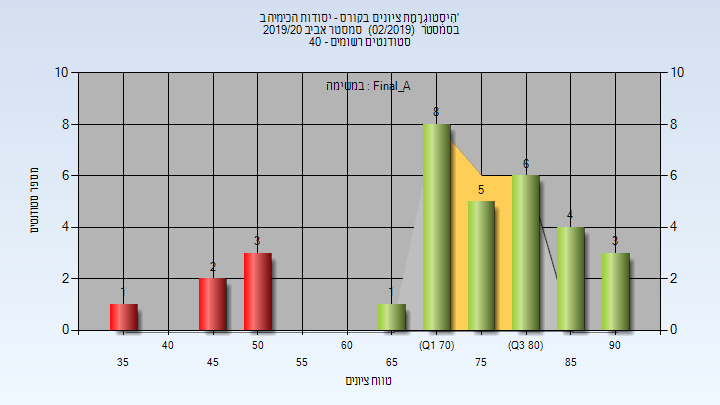 היסטוגרמת ציונים בקורס - יסודות הכימיה ב'
בסמסטר (02/2019) סמסטר אביב 2019/20
סטודנטים רשומים - 40
במשימה : Final_A
מספר סטודנטים
10 10
8 8
6 6
4 4
2 2
0 0
1 2 3 1 8 5 6 4 3
40 50 60 (Q1 70) (Q3 80) 90
35 45 55 65 75 85
טווח ציונים